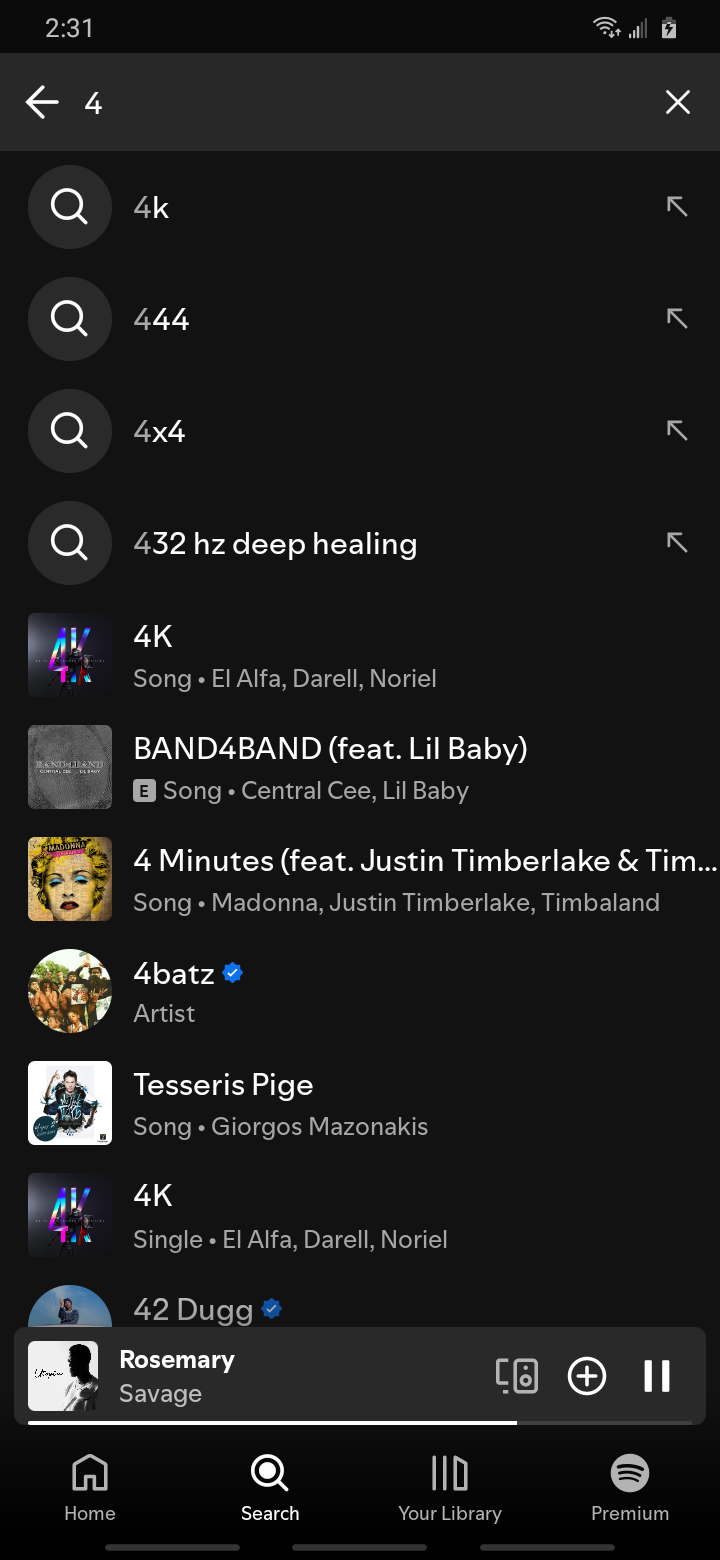 2:31
4
4k
444
4x4
432 hz deep healing
4K
Song • El Alfa, Darell, Noriel
BAND4BAND (feat. Lil Baby)
E Song • Central Cee, Lil Baby
4 Minutes (feat. Justin Timberlake & Tim...
Song • Madonna, Justin Timberlake, Timbaland
4batz
Artist
Tesseris Pige
Song • Giorgos Mazonakis
4K
Single • El Alfa, Darell, Noriel
42 Dugg
Rosemary
Savage
Home
Search
Your Library
Premium